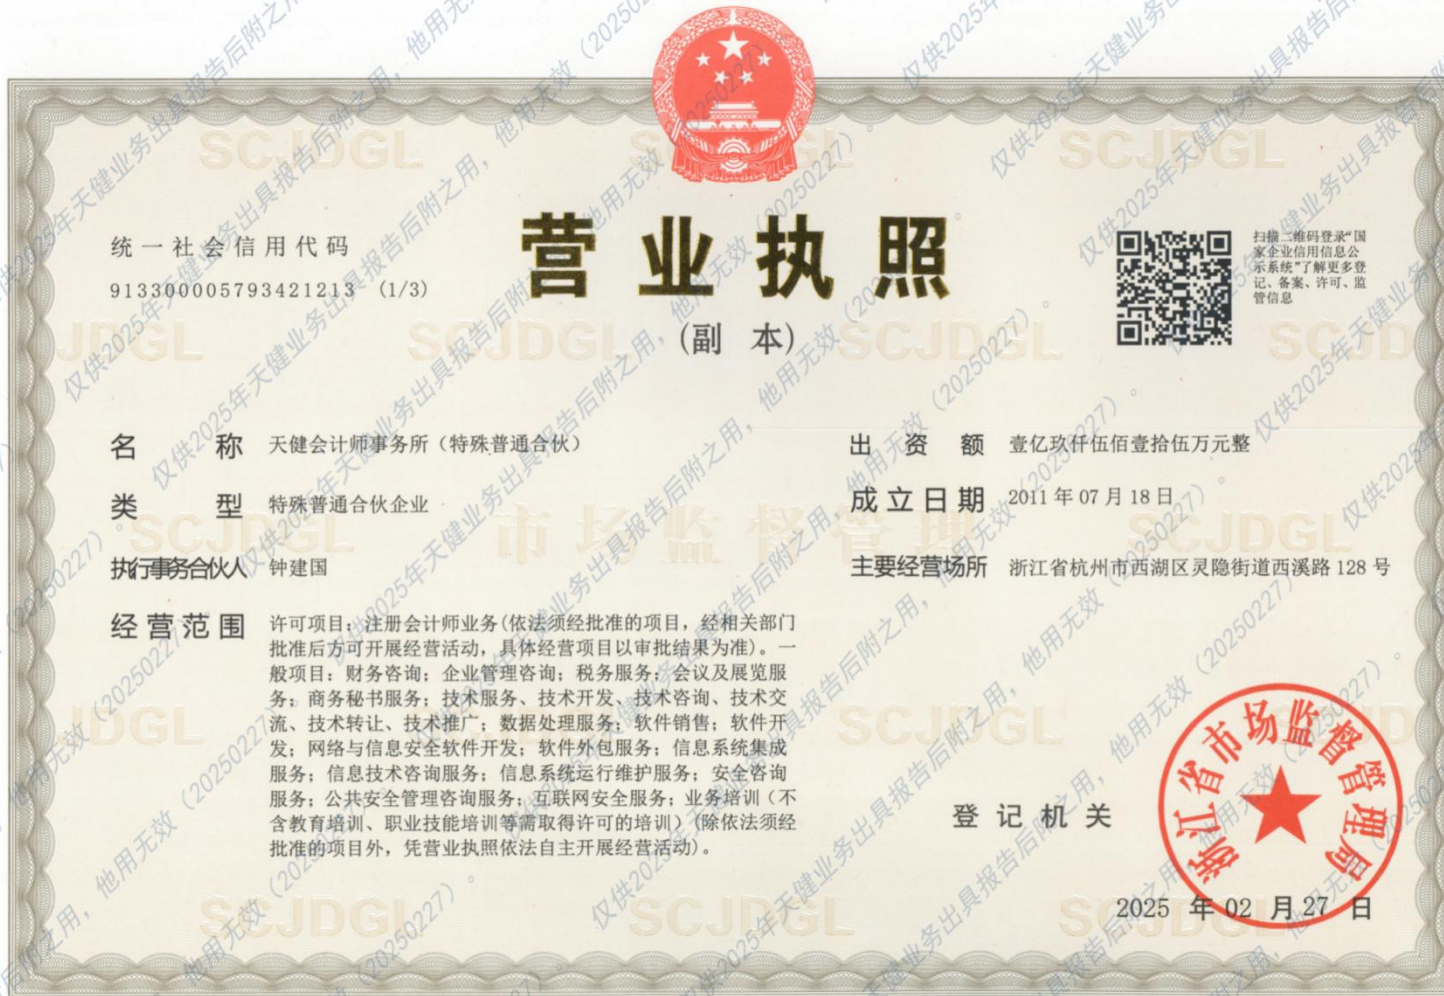 营业执照
(副 本)
统一社会信用代码
913300005793421213 (1/3)
扫描二维码登录“国
家企业信用信息公
示系统”了解更多登
记、备案、许可、监
管信息
名 称 天健会计师事务所（特殊普通合伙）
类 型 特殊普通合伙企业
执行事务合伙人 钟建国
经营范围 许可项目：注册会计师业务(依法须经批准的项目，经相关部门
批准后方可开展经营活动，具体经营项目以审批结果为准)。一
般项目：财务咨询；企业管理咨询；税务服务；会议及展览服
务；商务秘书服务；技术服务、技术开发、技术咨询、技术交
流、技术转让、技术推广；数据处理服务；软件销售；软件开
发；网络与信息安全软件开发；软件外包服务；信息系统集成
服务；信息技术咨询服务；信息系统运行维护服务；安全咨询
服务；公共安全管理咨询服务；互联网安全服务；业务培训（不
含教育培训、职业技能培训等需取得许可的培训）(除依法须经
批准的项目外，凭营业执照依法自主开展经营活动)。
出 资 额 壹亿玖仟伍佰壹拾伍万元整
成立日期 2011 年 07 月 18 日
主要经营场所 浙江省杭州市西湖区灵隐街道西溪路 128 号
登记机关
浙江省市场监督管理局
2025 年 02 月 27 日
SCJDGL
市场监督管理
仅供2025年天健业务出具报告后附之用，他用无效（20250227）。